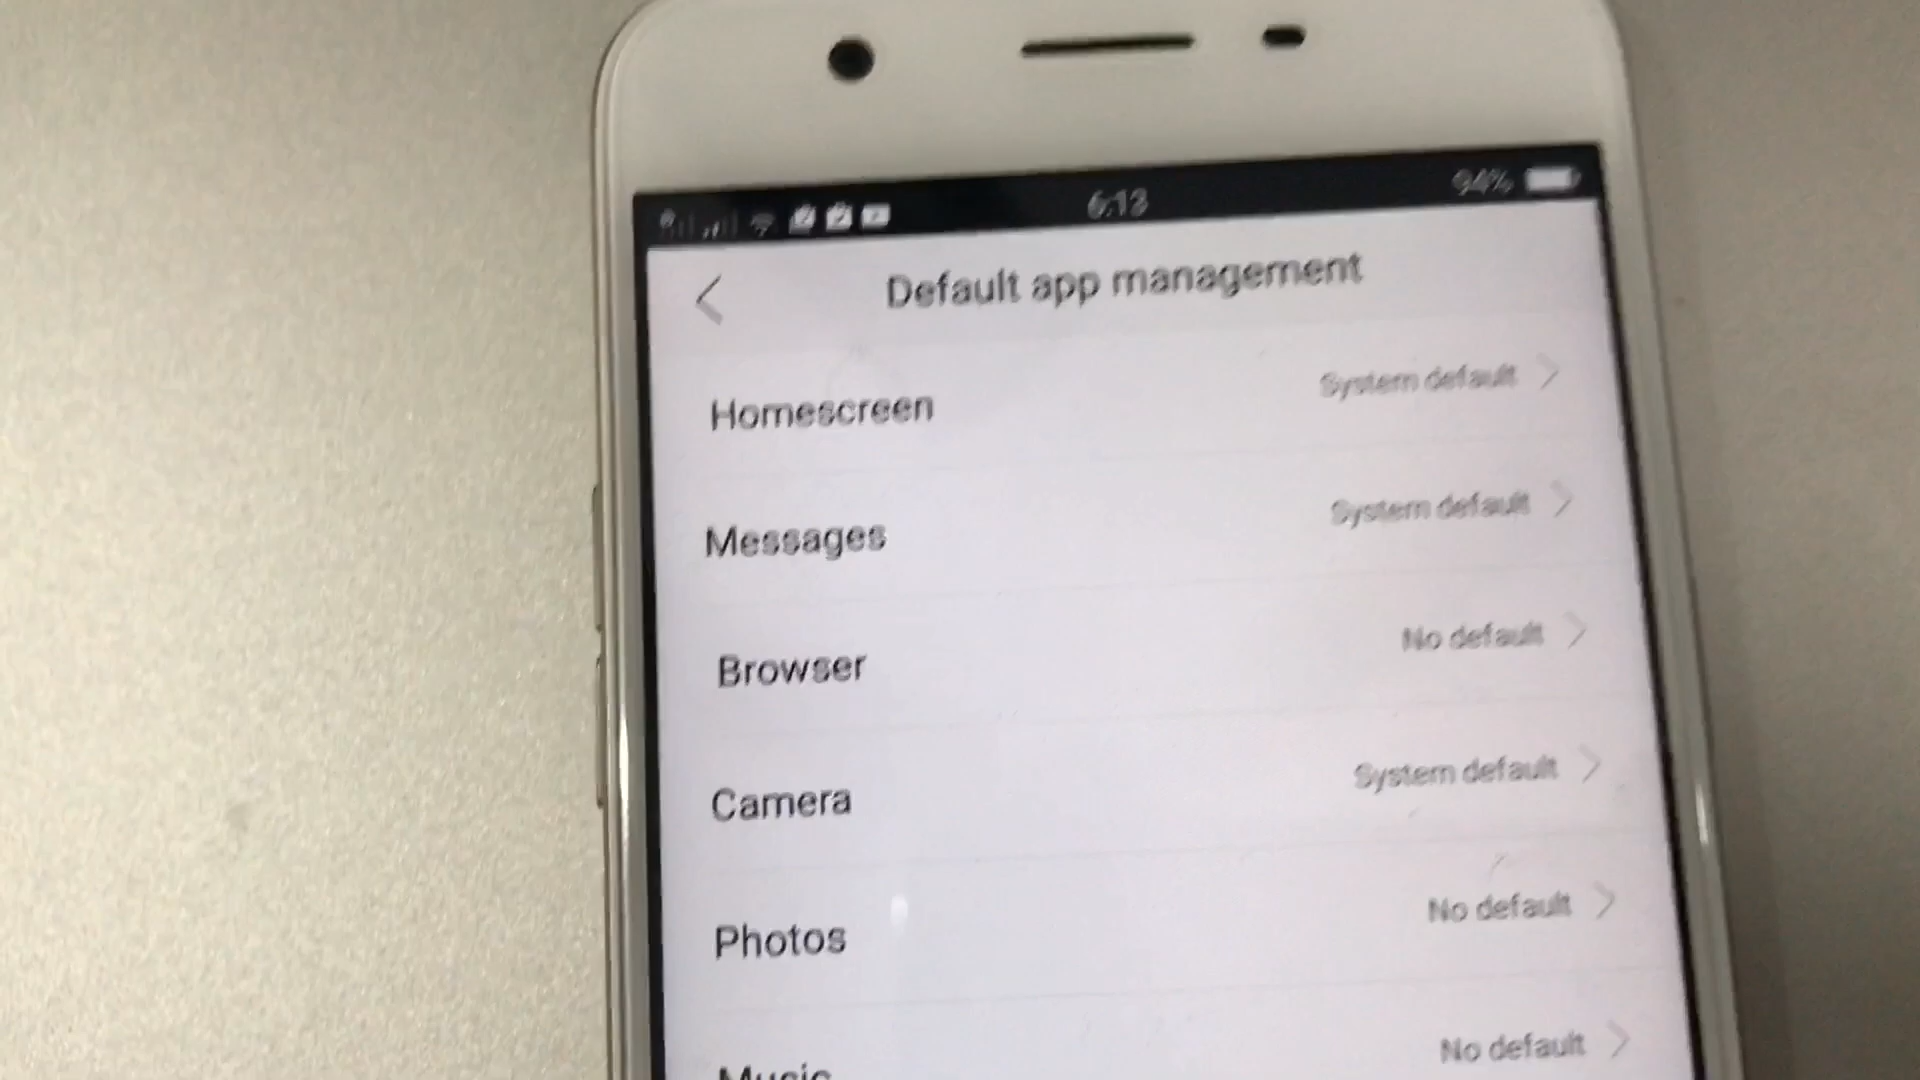 6:13 94%
Default app management
Homescreen System default
Messages System default
Browser No default
Camera System default
Photos No default
Music No default